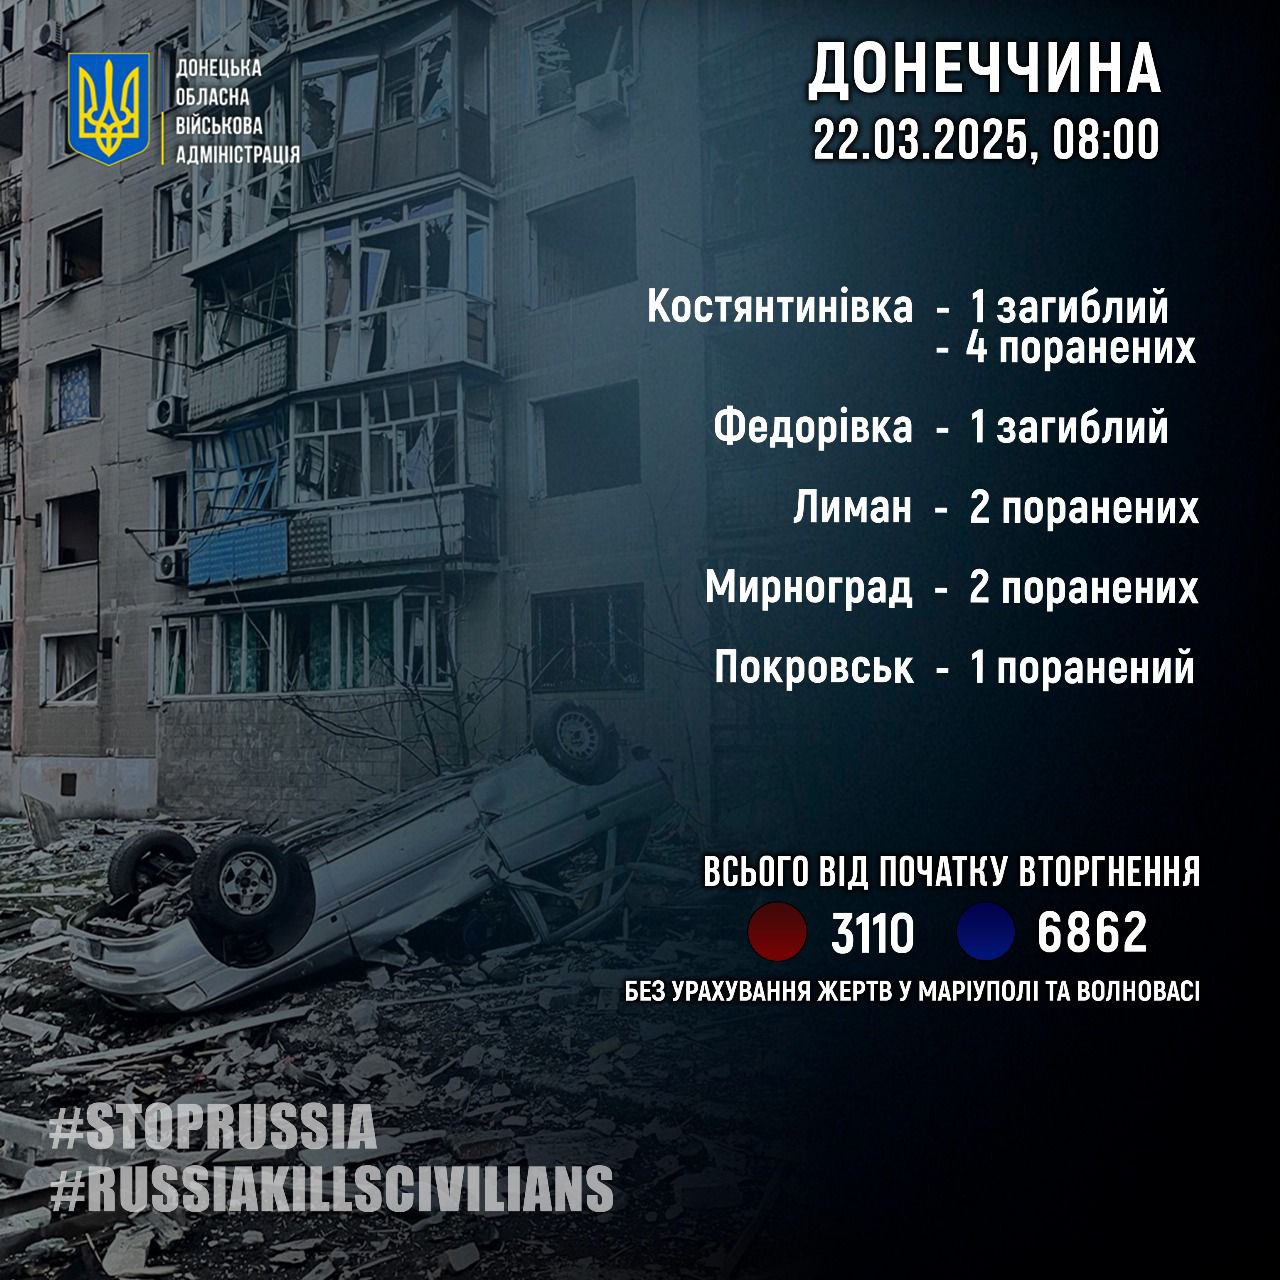 ДОНЕЦЬКА
ОБЛАСНА
ВІЙСЬКОВА
АДМІНІСТРАЦІЯ
ДОНЕЧЧИНА
22.03.2025, 08:00
Костянтинівка - 1 загиблий
- 4 поранених
Федорівка - 1 загиблий
Лиман - 2 поранених
Мирноград - 2 поранених
Покровськ - 1 поранений
ВСЬОГО ВІД ПОЧАТКУ ВТОРГНЕННЯ
3110 6862
БЕЗ УРАХУВАННЯ ЖЕРТВ У МАРІУПОЛІ ТА ВОЛНОВАСІ
#STOPRUSSIA
#RUSSIAKILLSCIVILIANS